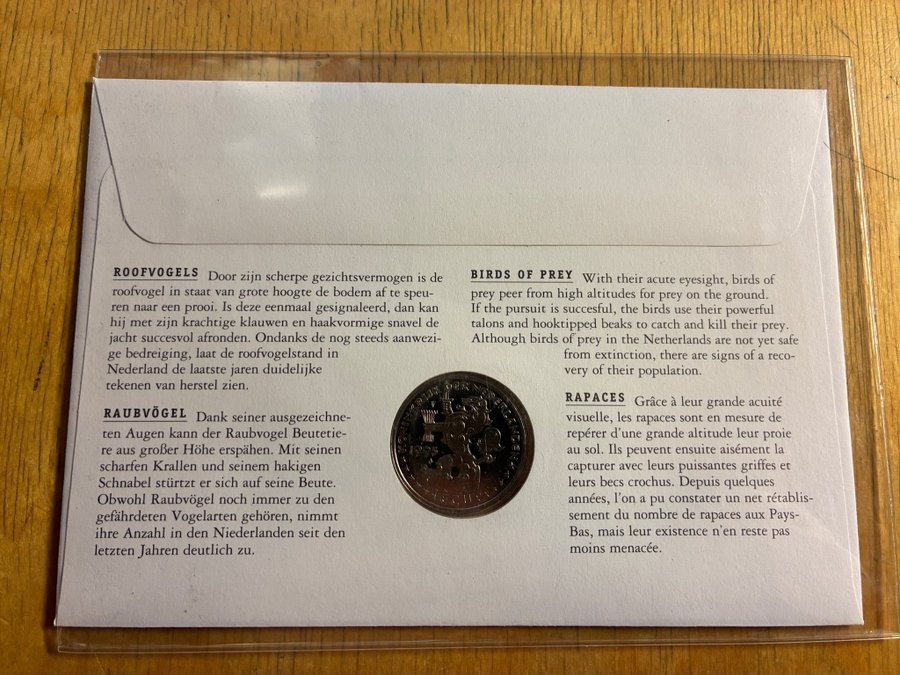 ROOFVOGELS Door zijn scherpe gezichtsvermogen is de
roofvogel in staat van grote hoogte de bodem af te speu-
ren naar een prooi. Is deze eenmaal gesignaleerd, dan kan
hij met zijn krachtige klauwen en haakvormige snavel de
jacht succesvol afronden. Ondanks de nog steeds aanwezi-
ge bedreiging, laat de roofvogelstand in
Nederland de laatste jaren duidelijke
tekenen van herstel zien.
RAUBVÖGEL Dank seiner ausgezeichne-
ten Augen kann der Raubvogel Beutetie-
re aus großer Höhe erspähen. Mit seinen
scharfen Krallen und seinem hakigen
Schnabel stürtzt er sich auf seine Beute.
Obwohl Raubvögel noch immer zu den
gefährdeten Vogelarten gehören, nimmt
ihre Anzahl in den Niederlanden seit den
letzten Jahren deutlich zu.
BIRDS OF PREY With their acute eyesight, birds of
prey peer from high altitudes for prey on the ground.
If the pursuit is succesful, the birds use their powerful
talons and hooktipped beaks to catch and kill their prey.
Although birds of prey in the Netherlands are not yet safe
from extinction, there are signs of a reco-
very of their population.
RAPACES Grâce à leur grande acuité
visuelle, les rapaces sont en mesure de
repérer d'une grande altitude leur proie
au sol. Ils peuvent ensuite aisément la
capturer avec leurs puissantes griffes et
leurs becs crochus. Depuis quelques
années, l'on a pu constater un net rétablis-
sement du nombre de rapaces aux Pays-
Bas, mais leur existence n'en reste pas
moins menacée.
1995